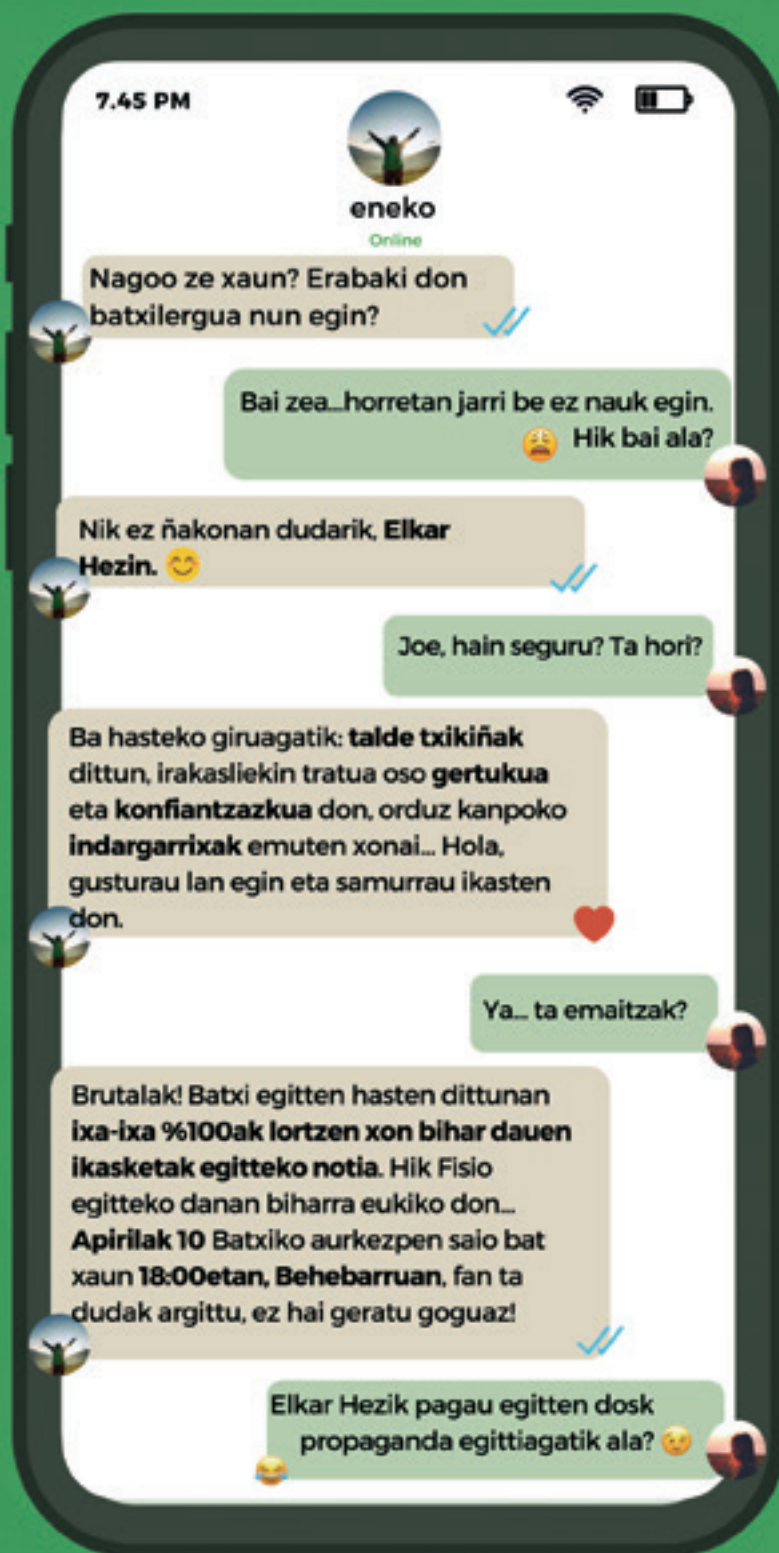 7.45 PM
eneko
Online
Nagoo ze xaun? Erabaki don
batxilergua nun egin?
Bai zea...horretan jarri be ez nauk egin.
😩 Hik bai ala?
Nik ez ñakonan dudarik, Elkar
Hezin. 😊
Joe, hain seguru? Ta hori?
Ba hasteko giruagatik: talde txikiñak
dittun, irakasliekin tratua oso gertukua
eta konfiantzazkua don, orduz kanpoko
indargarrixak emuten xonai... Hola,
gusturau lan egin eta samurrau ikasten
don.
Ya... ta emaitzak?
Brutalak! Batxi egitten hasten dittunan
ixa-ixa %100ak lortzen xon bihar dauen
ikasketak egitteko notia. Hik Fisio
egitteko danan biharra eukiko don...
Apirilak 10 Batxiko aurkezpen saio bat
xaun 18:00etan, Behebarruan, fan ta
dudak argittu, ez hai geratu goguaz!
Elkar Hezik pagau egitten dosk
propaganda egittiagatik ala? 😉
😂